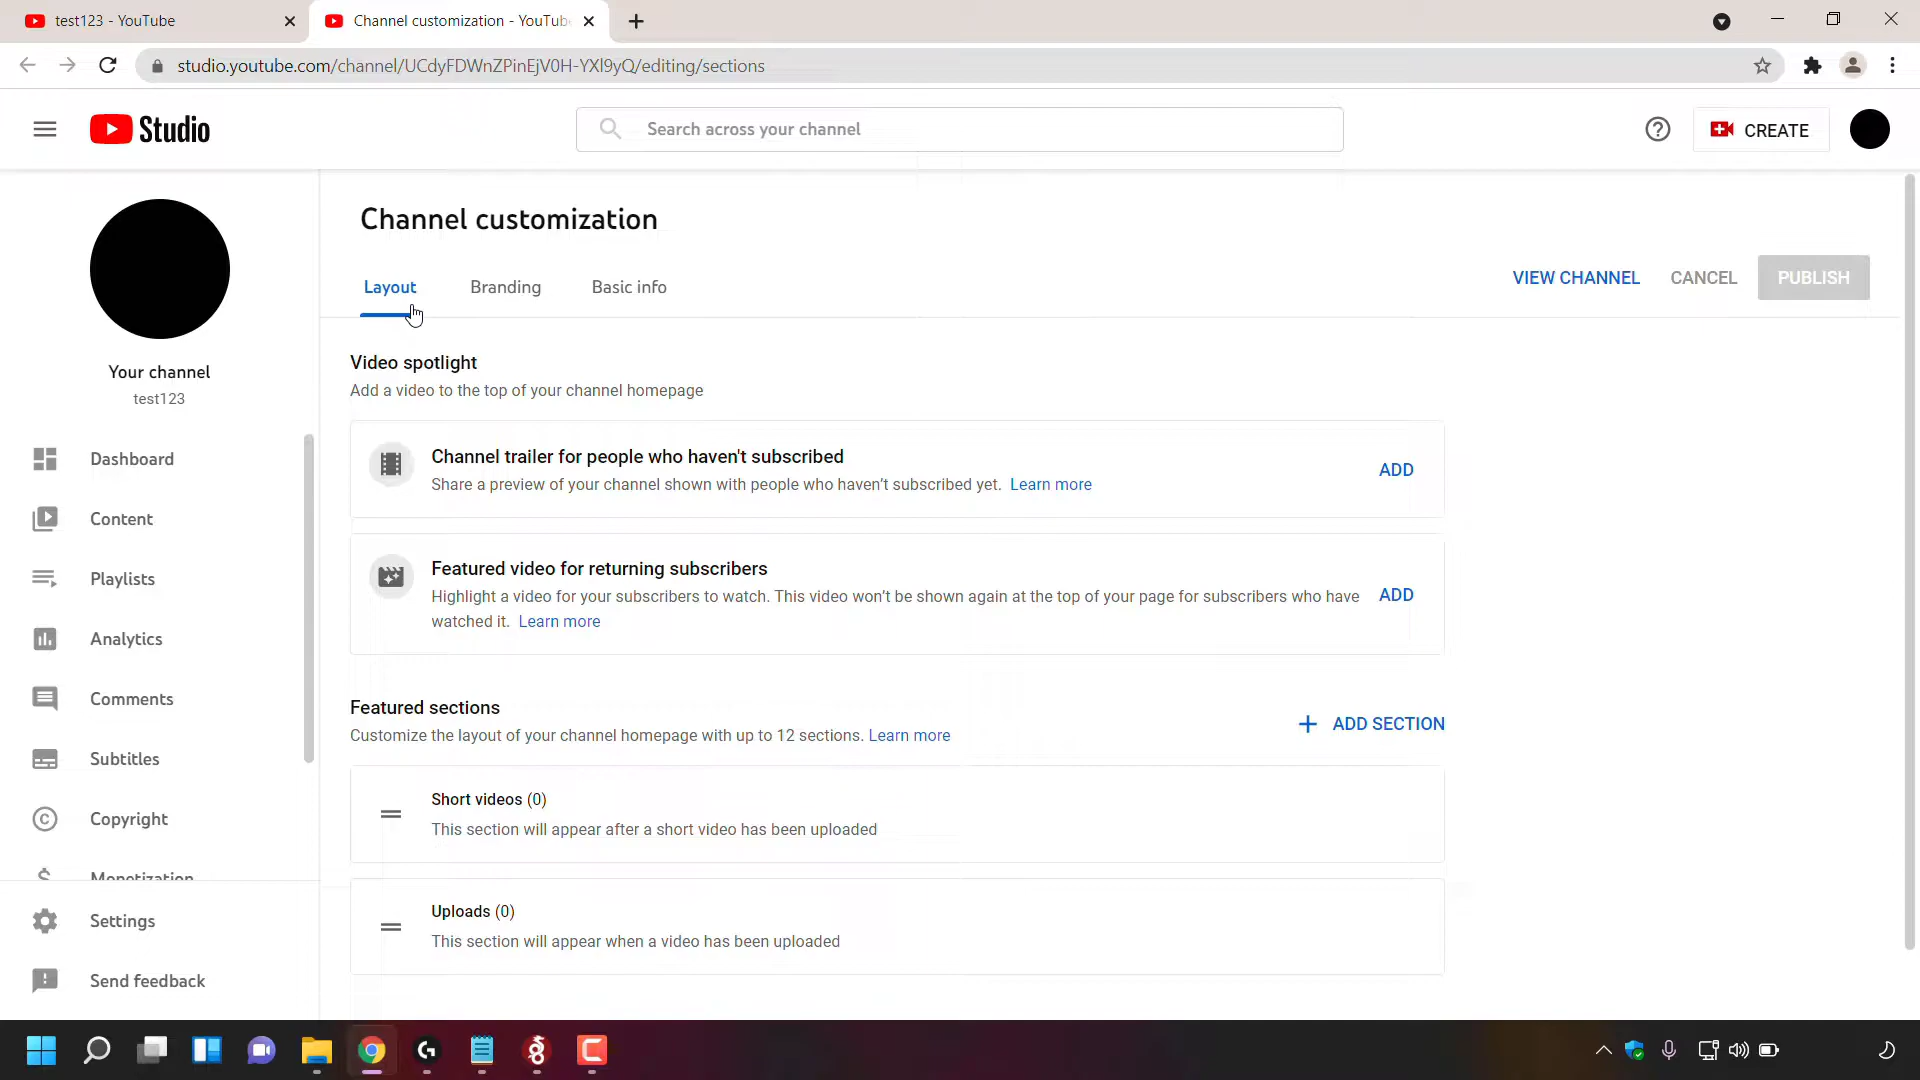 test123 - YouTube
Channel customization - YouTub
studio.youtube.com/channel/UCdyFDWnZPinEjV0H-YXl9yQ/editing/sections
Studio
Search across your channel
CREATE
Your channel
test123
Dashboard
Content
Playlists
Analytics
Comments
Subtitles
Copyright
Monetization
Settings
Send feedback
Channel customization
Layout
Branding
Basic info
VIEW CHANNEL
CANCEL
PUBLISH
Video spotlight
Add a video to the top of your channel homepage
Channel trailer for people who haven't subscribed
Share a preview of your channel shown with people who haven’t subscribed yet. Learn more
ADD
Featured video for returning subscribers
Highlight a video for your subscribers to watch. This video won’t be shown again at the top of your page for subscribers who have
watched it. Learn more
ADD
Featured sections
Customize the layout of your channel homepage with up to 12 sections. Learn more
ADD SECTION
Short videos (0)
This section will appear after a short video has been uploaded
Uploads (0)
This section will appear when a video has been uploaded